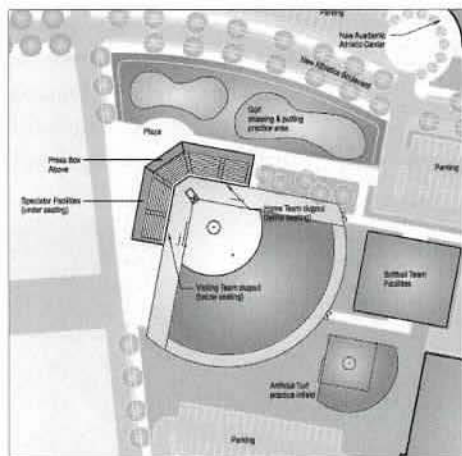 Parking
New Academic
Athletic Center
New Athletics Boulevard
Golf
chipping & putting
practice area
Plaza
Press Box
Above
Parking
Spectator Facilities
(under seating)
Home Team dugout
(below seating)
Softball Team
Facilities
Visiting Team dugout
(below seating)
Artificial Turf
practice infield
Parking